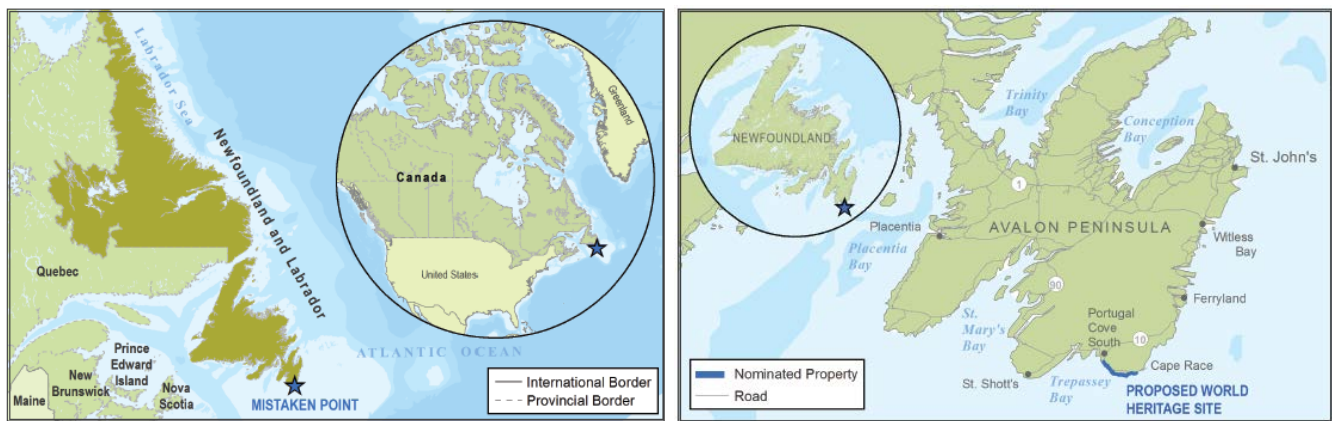 Labrador Sea
Newfoundland and Labrador
Quebec
New
Brunswick
Prince
Edward
Island
Nova
Scotia
Maine
MISTAKEN POINT
ATLANTIC OCEAN
Greenland
Canada
United States
International Border
Provincial Border
NEWFOUNDLAND
Trinity
Bay
Conception
Bay
St. John's
1
Placentia
AVALON PENINSULA
Placentia
Bay
Witless
Bay
90
Ferryland
St.
Mary's
Bay
Portugal
Cove
South
10
Cape Race
St. Shott's
Trepassey
Bay
PROPOSED WORLD
HERITAGE SITE
Nominated Property
Road